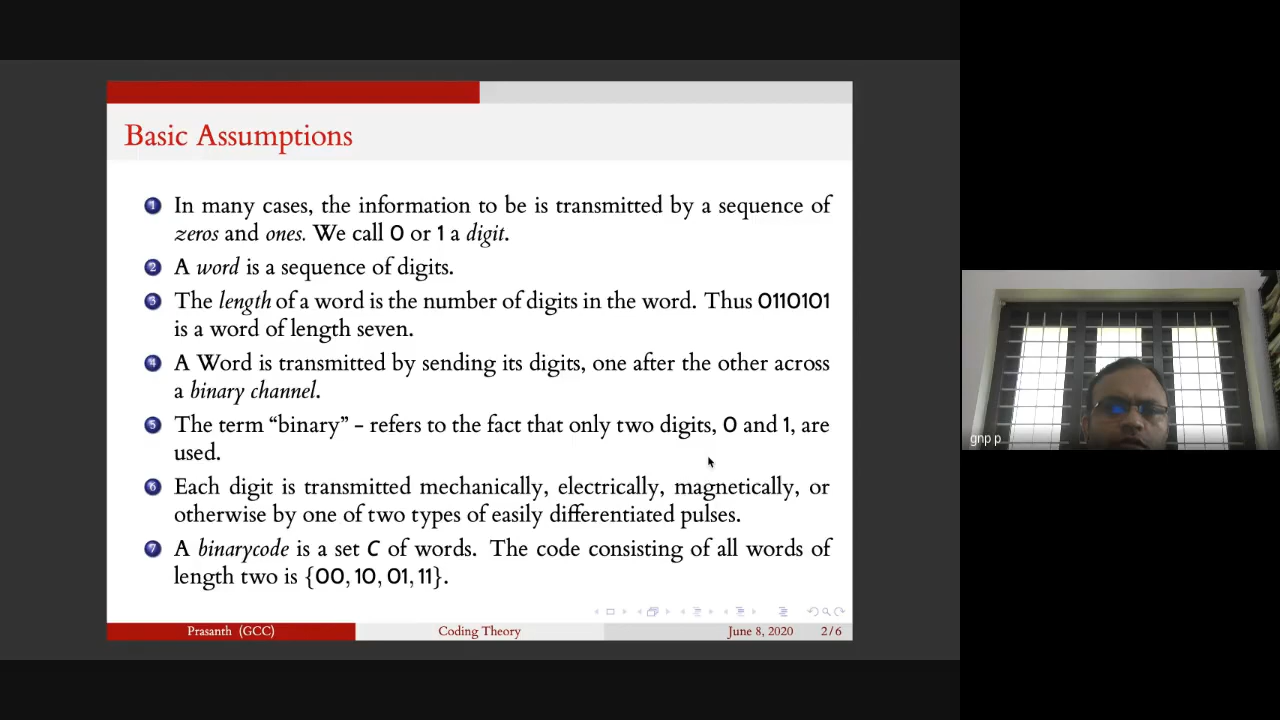 Basic Assumptions
1 In many cases, the information to be is transmitted by a sequence of
zeros and ones. We call 0 or 1 a digit.
2 A word is a sequence of digits.
3 The length of a word is the number of digits in the word. Thus 0110101
is a word of length seven.
4 A Word is transmitted by sending its digits, one after the other across
a binary channel.
5 The term “binary” – refers to the fact that only two digits, 0 and 1, are
used.
6 Each digit is transmitted mechanically, electrically, magnetically, or
otherwise by one of two types of easily differentiated pulses.
7 A binarycode is a set C of words. The code consisting of all words of
length two is {00, 10, 01, 11}.
Prasanth (GCC) Coding Theory June 8, 2020 2/6
gnp p